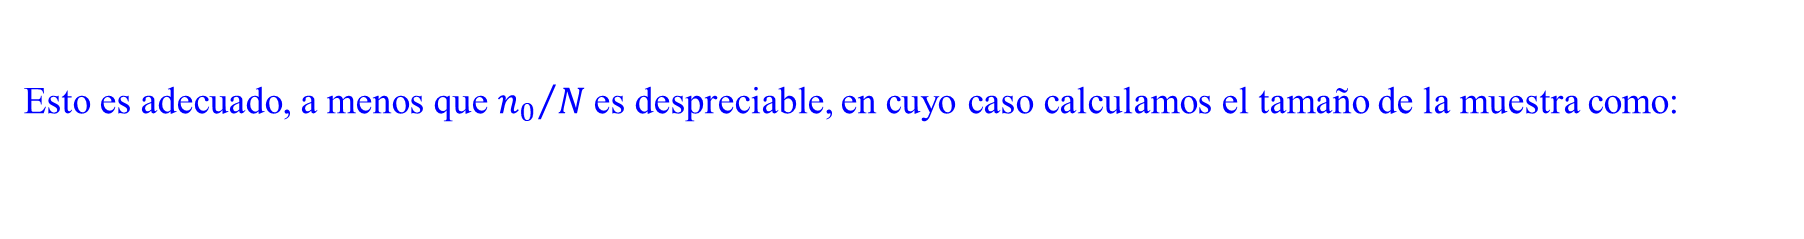 Esto es adecuado, a menos que n₀/N es despreciable, en cuyo caso calculamos el tamaño de la muestra como: